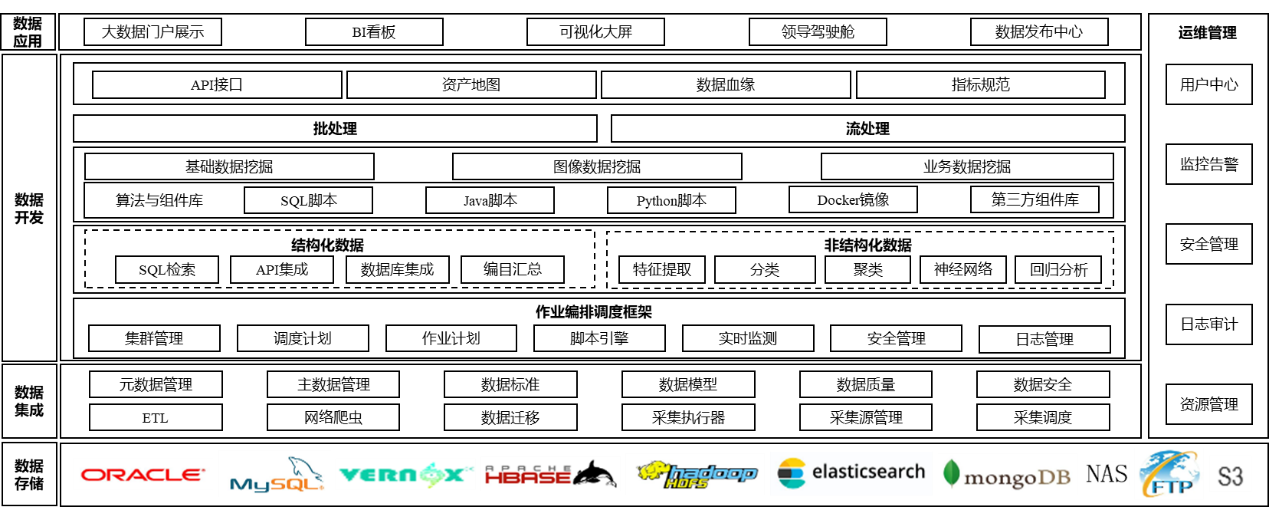 数据
应用
大数据门户展示
BI看板
可视化大屏
领导驾驶舱
数据发布中心
数据
开发
API接口
资产地图
数据血缘
指标规范
批处理
流处理
基础数据挖掘
图像数据挖掘
业务数据挖掘
算法与组件库
SQL脚本
Java脚本
Python脚本
Docker镜像
第三方组件库
结构化数据
SQL检索
API集成
数据库集成
编目汇总
非结构化数据
特征提取
分类
聚类
神经网络
回归分析
作业编排调度框架
集群管理
调度计划
作业计划
脚本引擎
实时监测
安全管理
日志管理
数据
集成
元数据管理
主数据管理
数据标准
数据模型
数据质量
数据安全
ETL
网络爬虫
数据迁移
采集执行器
采集源管理
采集调度
数据
存储
ORACLE
MySQL
VERNOX
APACHE
HBASE
hadoop
HDFS
elasticsearch
mongoDB
NAS
FTP
S3
运维管理
用户中心
监控告警
安全管理
日志审计
资源管理